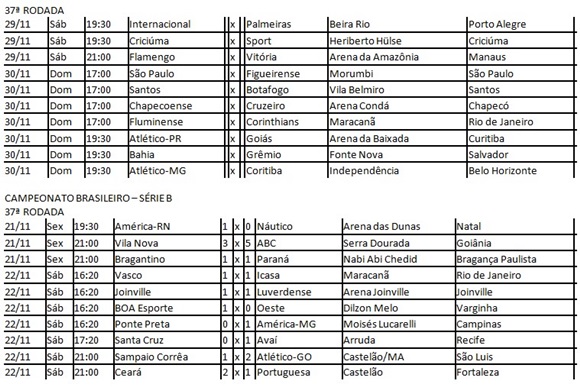 37ª RODADA
29/11 Sáb 19:30 Internacional x Palmeiras Beira Rio Porto Alegre
29/11 Sáb 19:30 Criciúma x Sport Heriberto Hülse Criciúma
29/11 Sáb 21:00 Flamengo x Vitória Arena da Amazônia Manaus
30/11 Dom 17:00 São Paulo x Figueirense Morumbi São Paulo
30/11 Dom 17:00 Santos x Botafogo Vila Belmiro Santos
30/11 Dom 17:00 Chapecoense x Cruzeiro Arena Condá Chapecó
30/11 Dom 17:00 Fluminense x Corinthians Maracanã Rio de Janeiro
30/11 Dom 19:30 Atlético-PR x Goiás Arena da Baixada Curitiba
30/11 Dom 19:30 Bahia x Grêmio Fonte Nova Salvador
30/11 Dom 19:30 Atlético-MG x Coritiba Independência Belo Horizonte
CAMPEONATO BRASILEIRO – SÉRIE B
37ª RODADA
21/11 Sex 19:30 América-RN 1 x 0 Náutico Arena das Dunas Natal
21/11 Sex 21:00 Vila Nova 3 x 5 ABC Serra Dourada Goiânia
21/11 Sex 21:00 Bragantino 1 x 1 Paraná Nabi Abi Chedid Bragança Paulista
22/11 Sáb 16:20 Vasco 1 x 1 Icasa Maracanã Rio de Janeiro
22/11 Sáb 16:20 Joinville 1 x 1 Luverdense Arena Joinville Joinville
22/11 Sáb 16:20 BOA Esporte 1 x 0 Oeste Dilzon Melo Varginha
22/11 Sáb 16:20 Ponte Preta 0 x 1 América-MG Moisés Lucarelli Campinas
22/11 Sáb 17:20 Santa Cruz 0 x 1 Avaí Arruda Recife
22/11 Sáb 21:00 Sampaio Corrêa 1 x 2 Atlético-GO Castelão/MA São Luis
22/11 Sáb 21:00 Ceará 2 x 1 Portuguesa Castelão Fortaleza